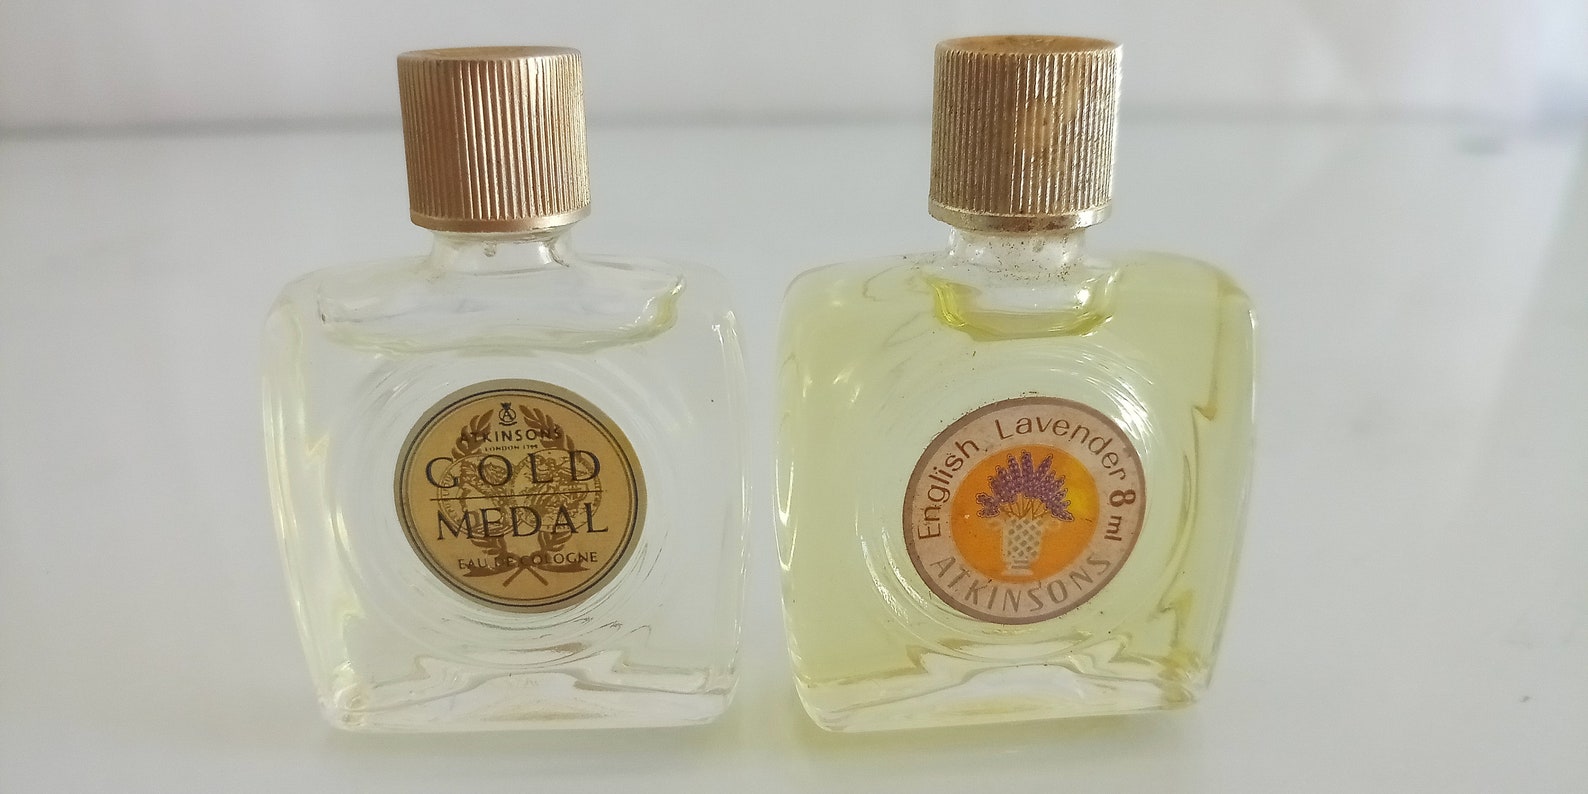 ATKINSONS
LONDON 1799
GOLD
MEDAL
EAU DE COLOGNE
English Lavender 8 ml
ATKINSONS